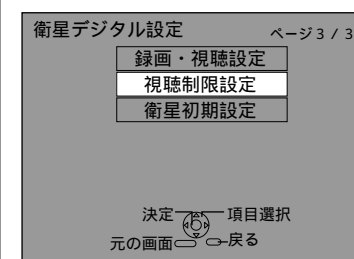 衛星デジタル設定 ページ3/3
録画・視聴設定
視聴制限設定
衛星初期設定
決定 項目選択
元の画面 戻る